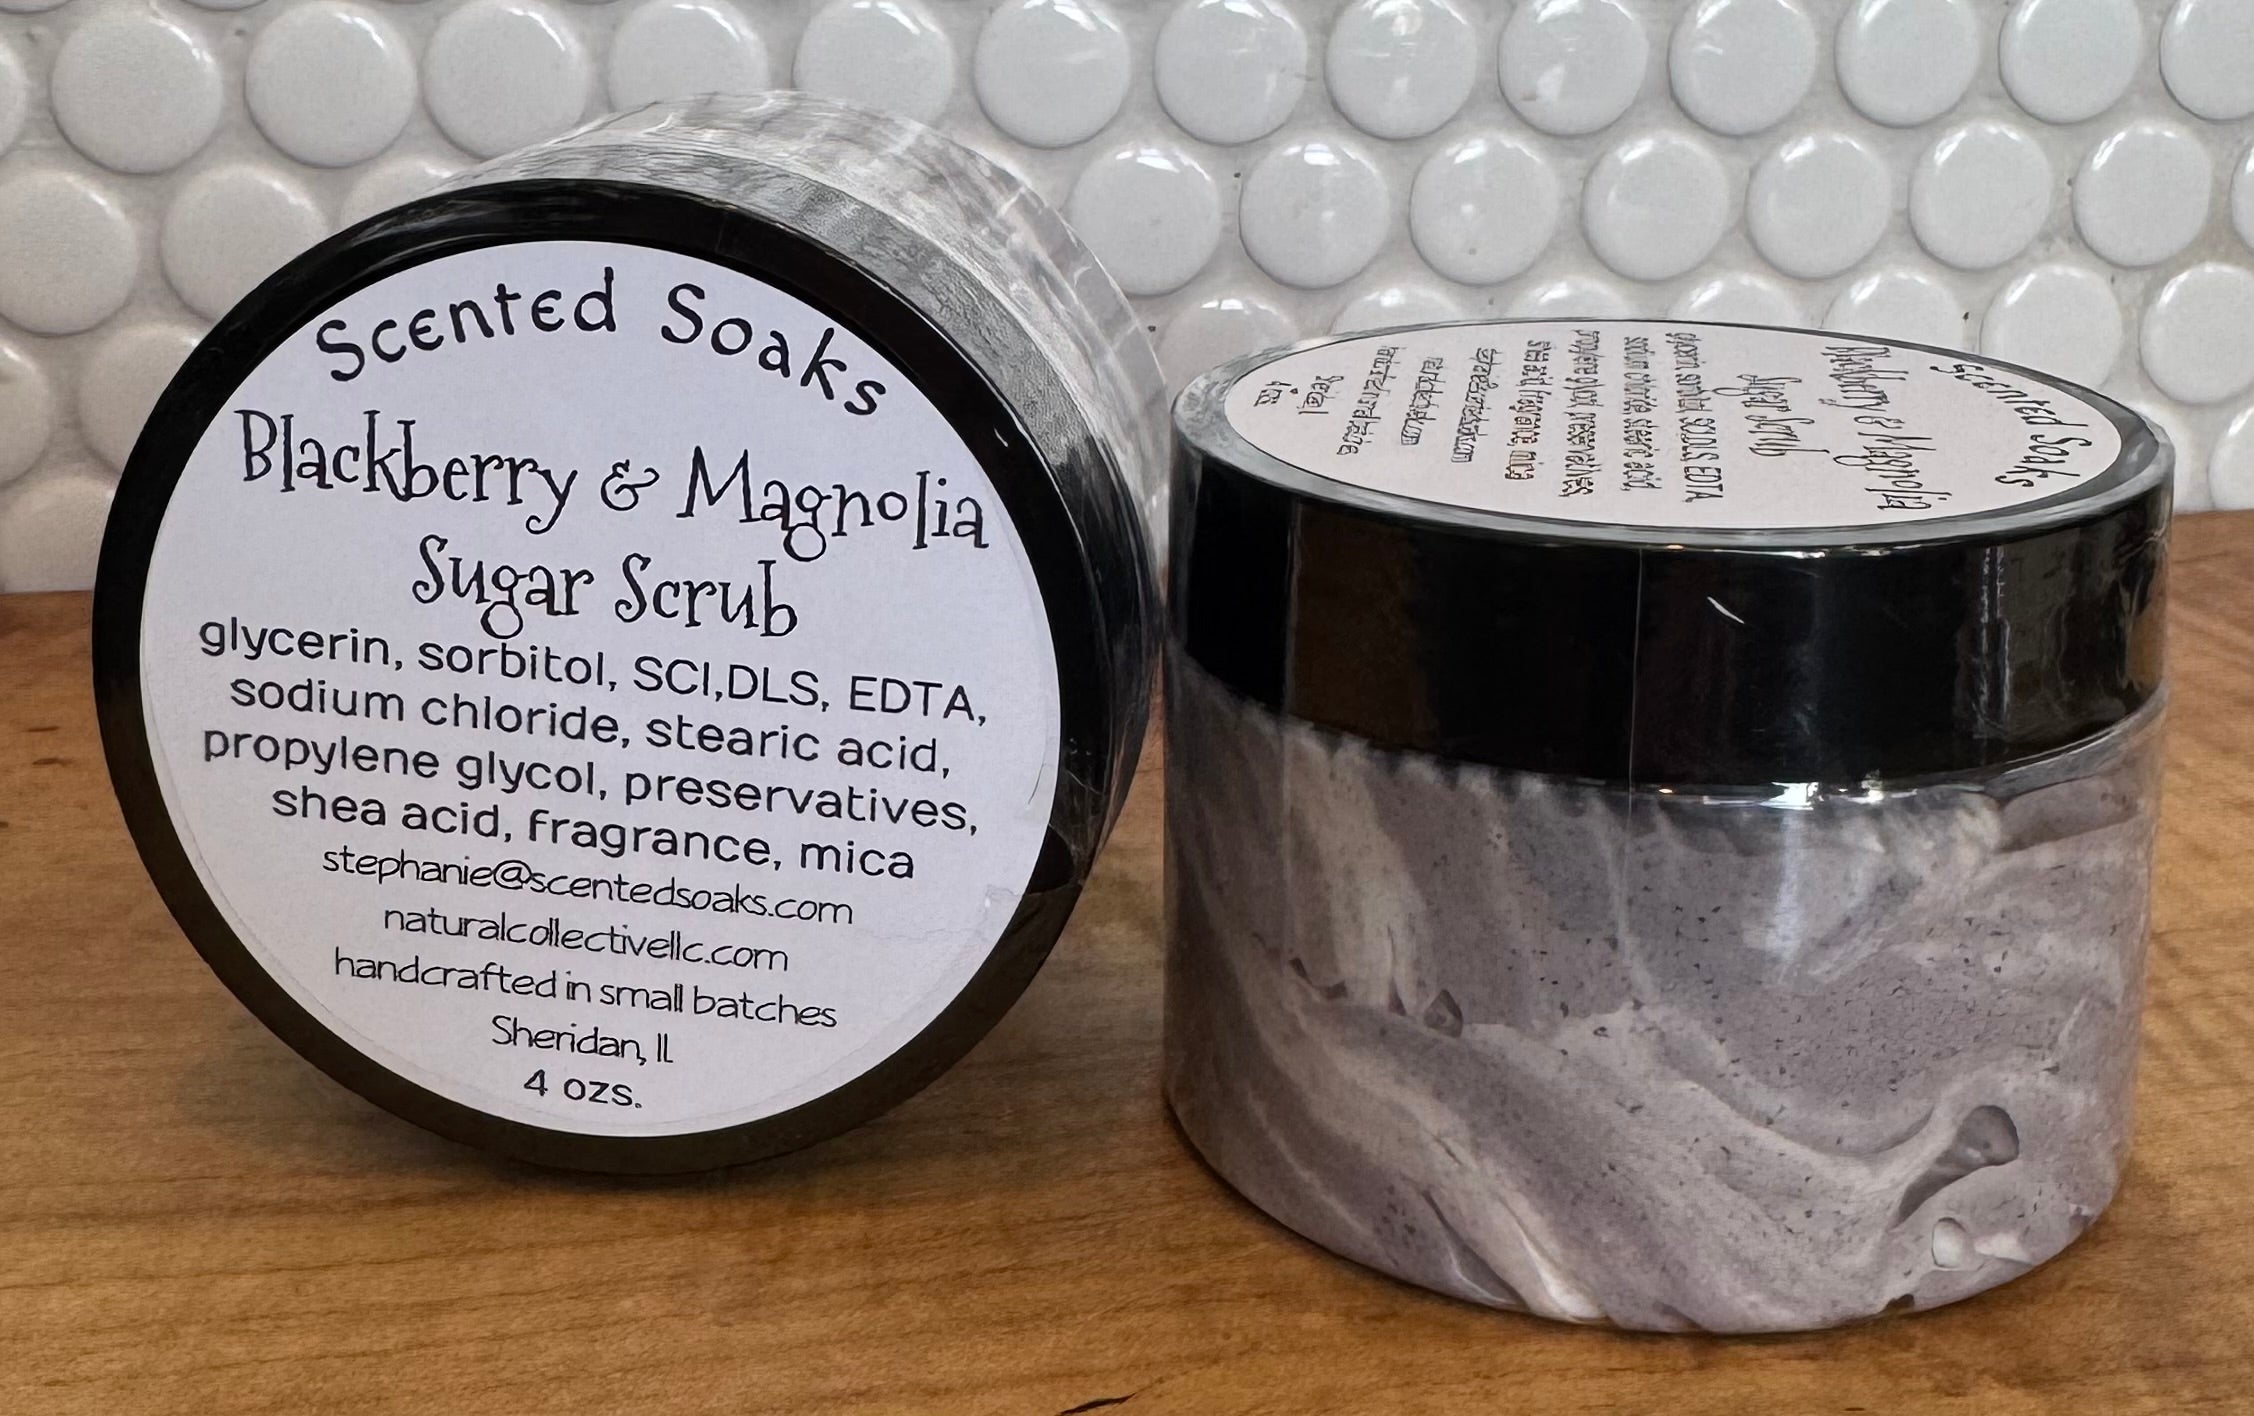 Scented Soaks
Blackberry & Magnolia
Sugar Scrub
glycerin, sorbitol, SCI,DLS, EDTA,
sodium chloride, stearic acid,
propylene glycol, preservatives,
shea acid, fragrance, mica
stephanie@scentedsoaks.com
naturalcollectivellc.com
handcrafted in small batches
Sheridan, IL
4 ozs.
Soaks
Blackberry & Magnolia
Sugar Scrub